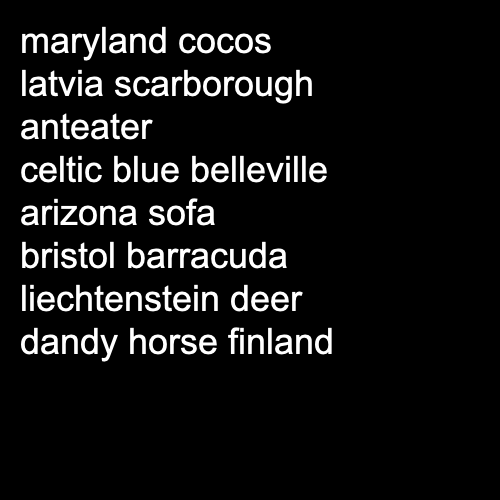 maryland cocos
latvia scarborough
anteater
celtic blue belleville
arizona sofa
bristol barracuda
liechtenstein deer
dandy horse finland